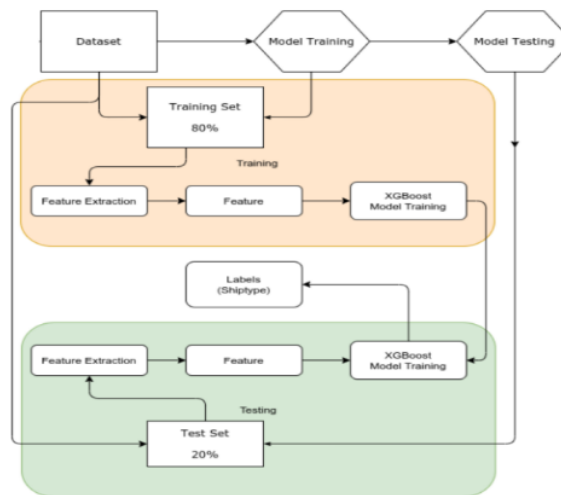 Dataset
Model Training
Model Testing
Training Set
80%
Training
Feature Extraction
Feature
XGBoost
Model Training
Labels
(Shiptype)
Feature Extraction
Feature
XGBoost
Model Training
Testing
Test Set
20%